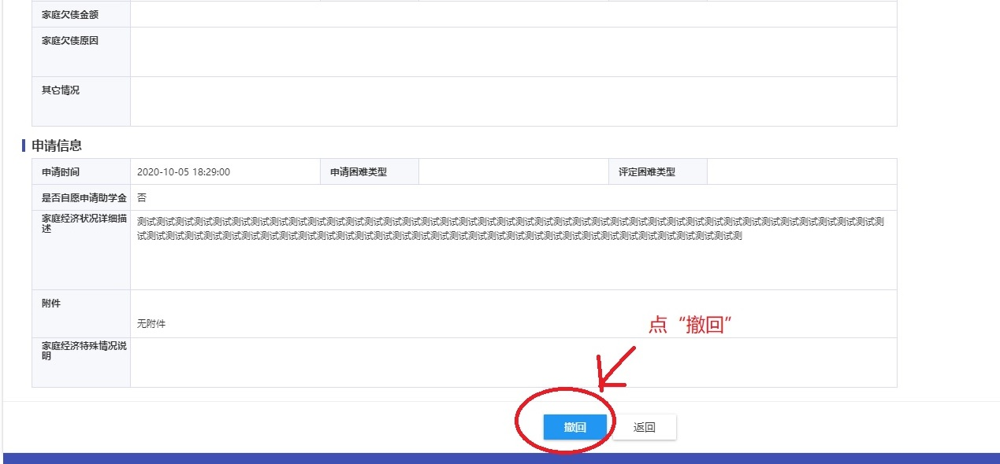 家庭欠债金额
家庭欠债原因
其它情况
申请信息
申请时间 2020-10-05 18:29:00 申请困难类型 评定困难类型
是否自愿申请助学金 否
家庭经济状况详细描述
测试测试测试测试测试测试测试测试测试测试测试测试测试测试测试测试测试测试测试测试测试测试测试测试测试测试测试测试测试测试测试测试测试测试测试测试测试测试测试测
试测试测试测试测试测试测试测试测试测试测试测试测试测试测试测试测试测试测试测试测试测试测试测试测试测试测试测试测试测试测试测
附件
无附件
家庭经济特殊情况说明
点“撤回”
撤回 返回